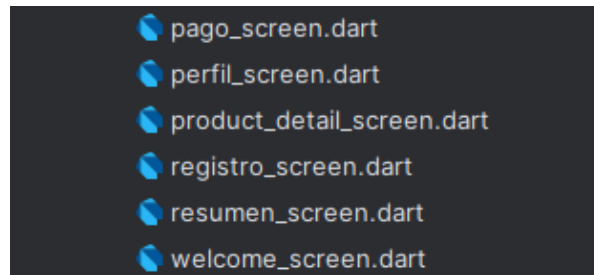 pago_screen.dart
perfil_screen.dart
product_detail_screen.dart
registro_screen.dart
resumen_screen.dart
welcome_screen.dart